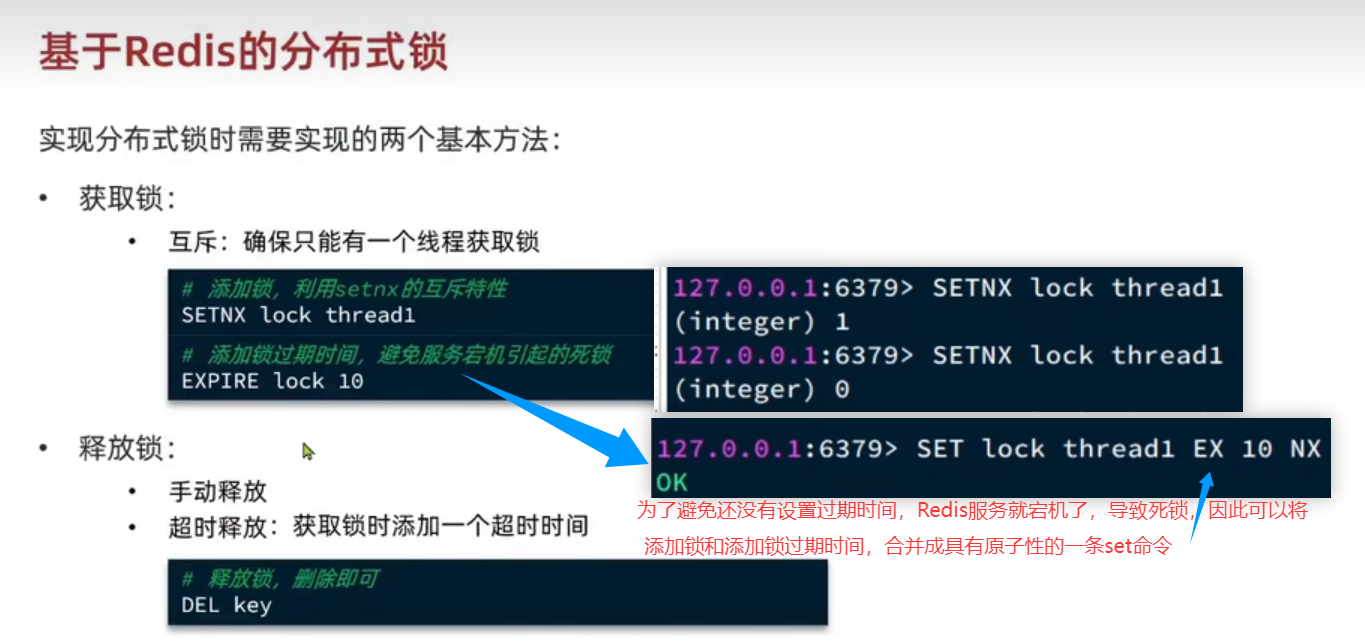 基于Redis的分布式锁
实现分布式锁时需要实现的两个基本方法：
• 获取锁：
• 互斥：确保只能有一个线程获取锁
# 添加锁，利用setnx的互斥特性
SETNX lock thread1
# 添加锁过期时间，避免服务宕机引起的死锁
EXPIRE lock 10
127.0.0.1:6379> SETNX lock thread1
(integer) 1
127.0.0.1:6379> SETNX lock thread1
(integer) 0
127.0.0.1:6379> SET lock thread1 EX 10 NX
OK
为了避免还没有设置过期时间，Redis服务就宕机了，导致死锁，因此可以将
添加锁和添加锁过期时间，合并成具有原子性的一条set命令
• 释放锁：
• 手动释放
• 超时释放：获取锁时添加一个超时时间
# 释放锁，删除即可
DEL key